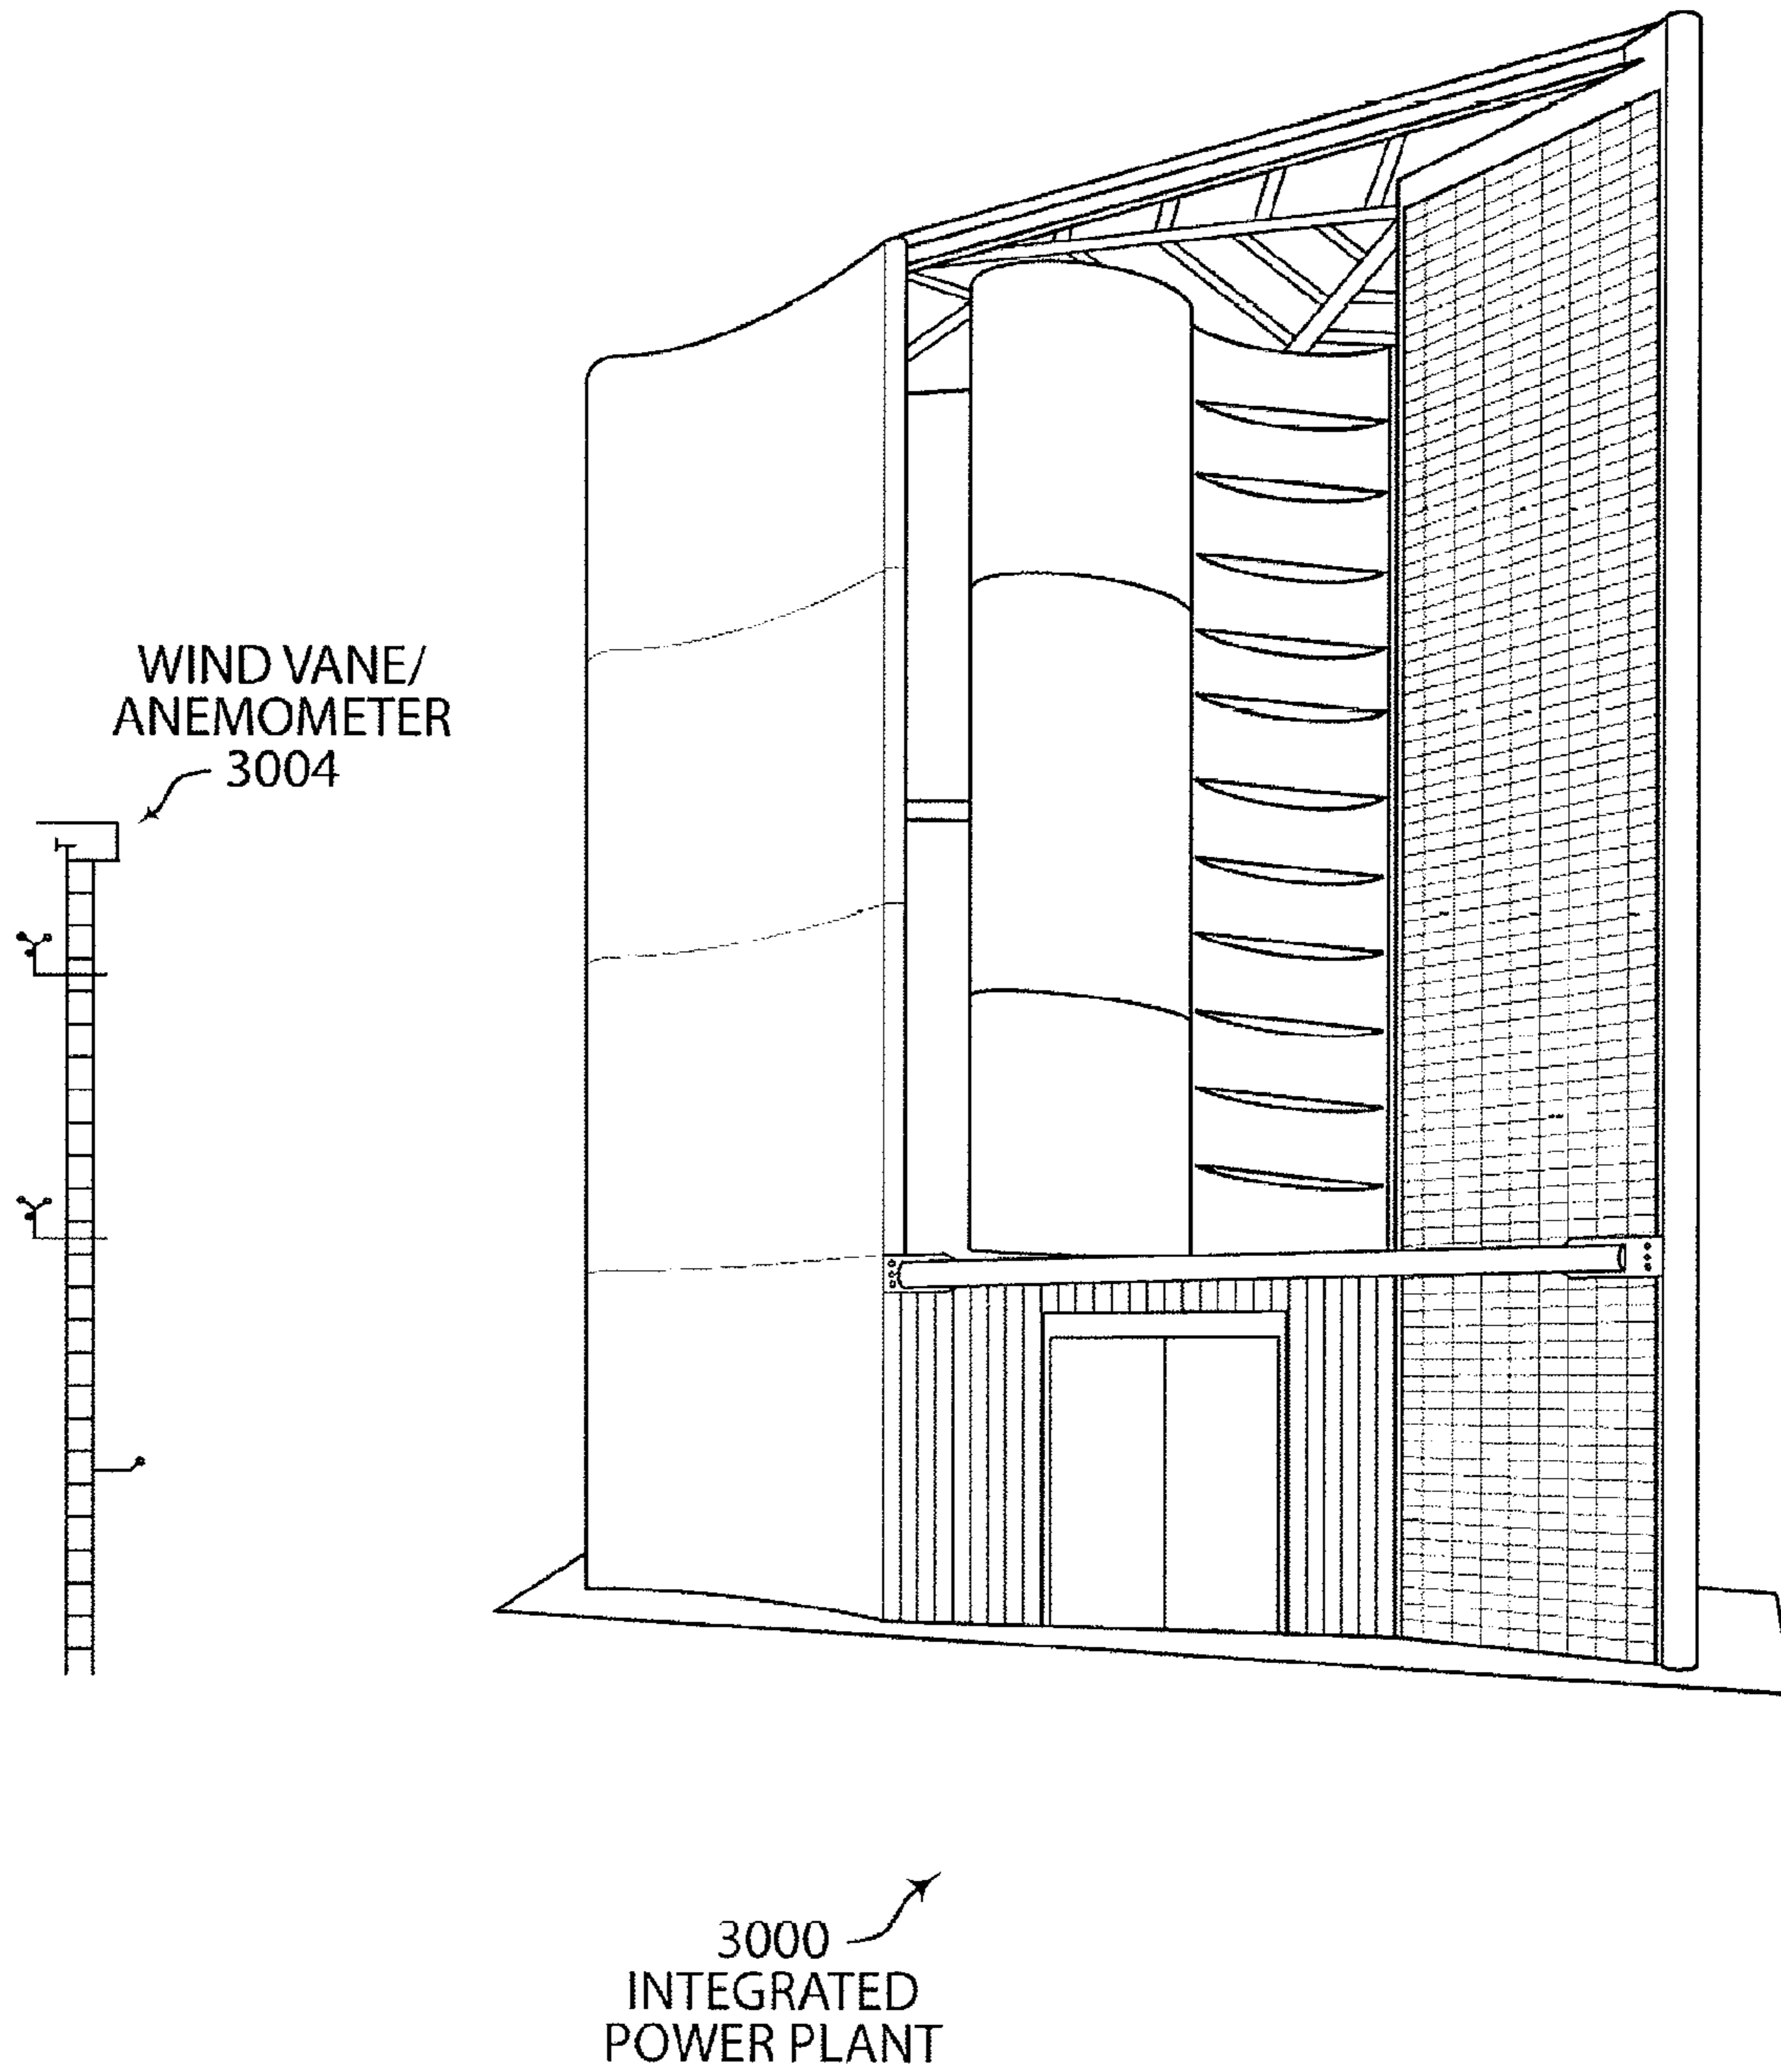 WIND VANE/
ANEMOMETER
3004
3000
INTEGRATED
POWER PLANT